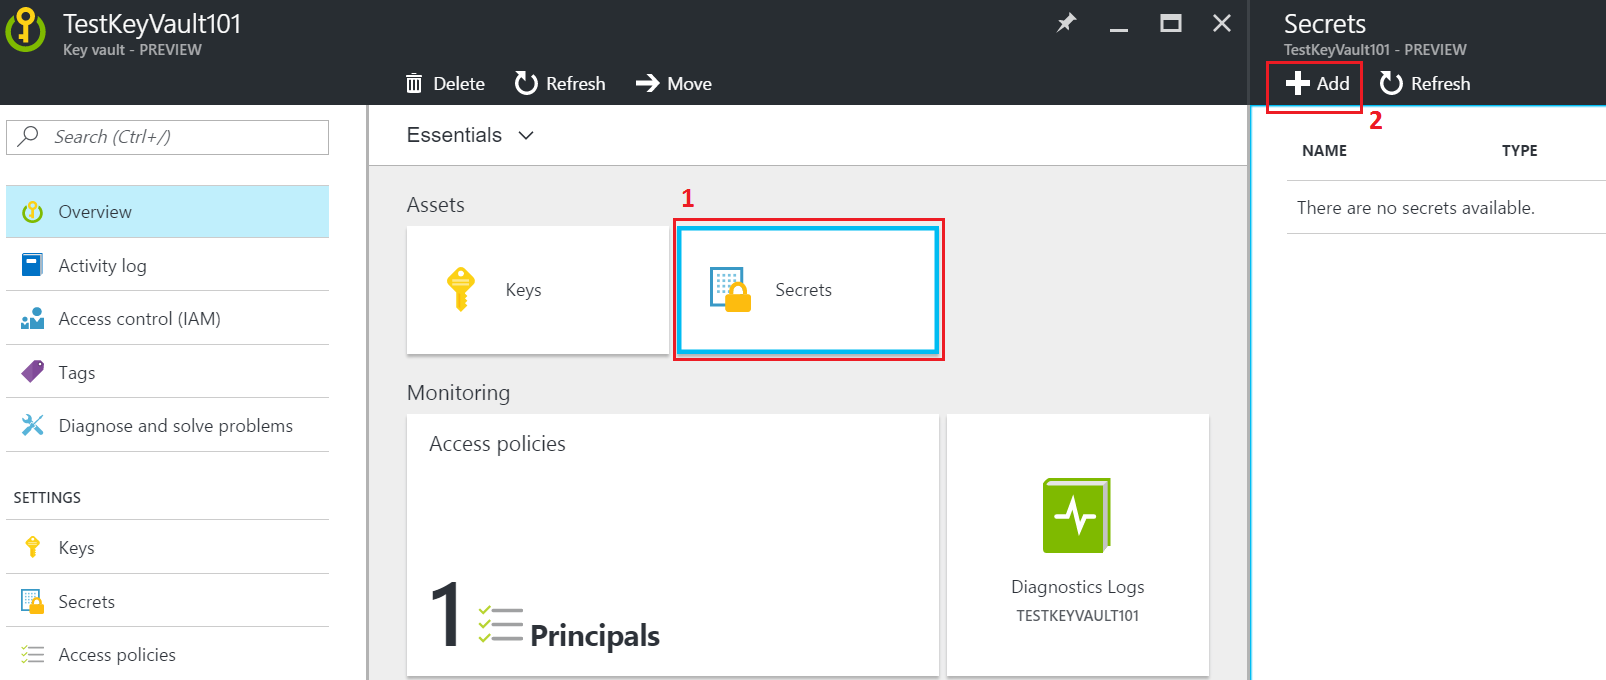 TestKeyVault101
Key vault - PREVIEW
Delete
Refresh
Move
Search (Ctrl+/)
Overview
Activity log
Access control (IAM)
Tags
Diagnose and solve problems
SETTINGS
Keys
Secrets
Access policies
Essentials
Assets
1
Keys
Secrets
Monitoring
Access policies
1 Principals
Diagnostics Logs
TESTKEYVAULT101
Secrets
TestKeyVault101 - PREVIEW
Add
Refresh
2
NAME TYPE
There are no secrets available.